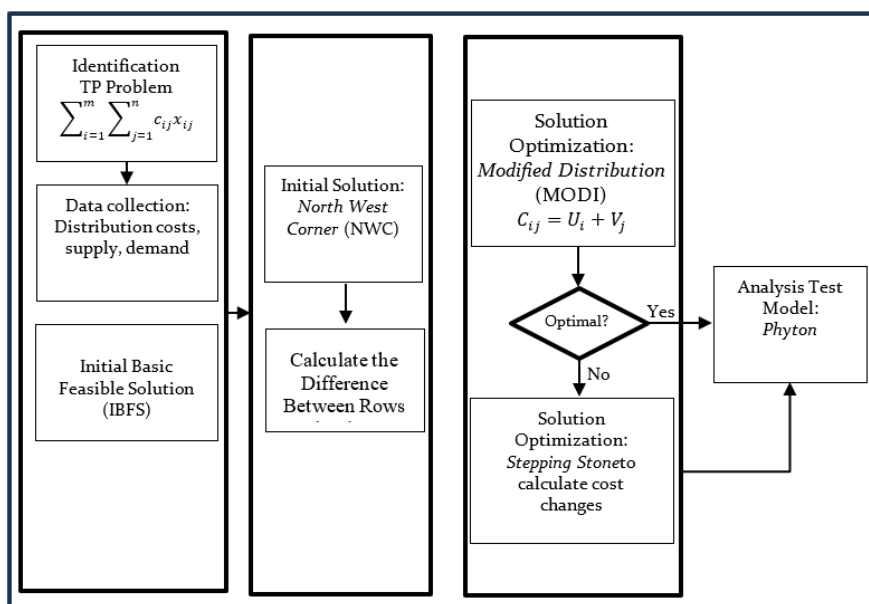 Identification
TP Problem
∑_{i=1}^{m} ∑_{j=1}^{n} c_{ij}x_{ij}
Data collection:
Distribution costs,
supply, demand
Initial Basic
Feasible Solution
(IBFS)
Initial Solution:
North West
Corner (NWC)
Calculate the
Difference
Between Rows
Solution
Optimization:
Modified Distribution
(MODI)
C_{ij} = U_i + V_j
Optimal?
Yes
No
Solution
Optimization:
Stepping Stoneto
calculate cost
changes
Analysis Test
Model:
Phyton